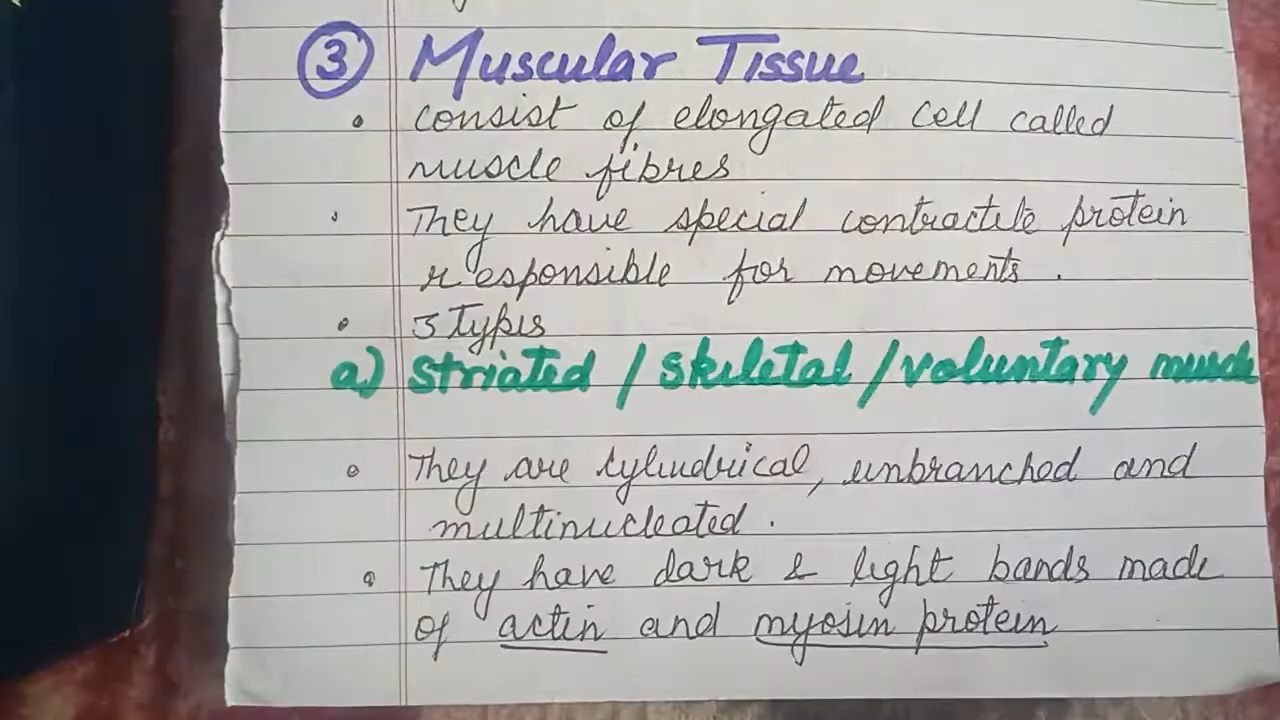 3 Muscular Tissue
• consist of elongated cell called
muscle fibres
• They have special contractile protein
responsible for movements .
• 3 Types
a) striated / skeletal / voluntary muscle
• They are cylindrical, unbranched and
multinucleated .
• They have dark & light bands made
of actin and myosin protein